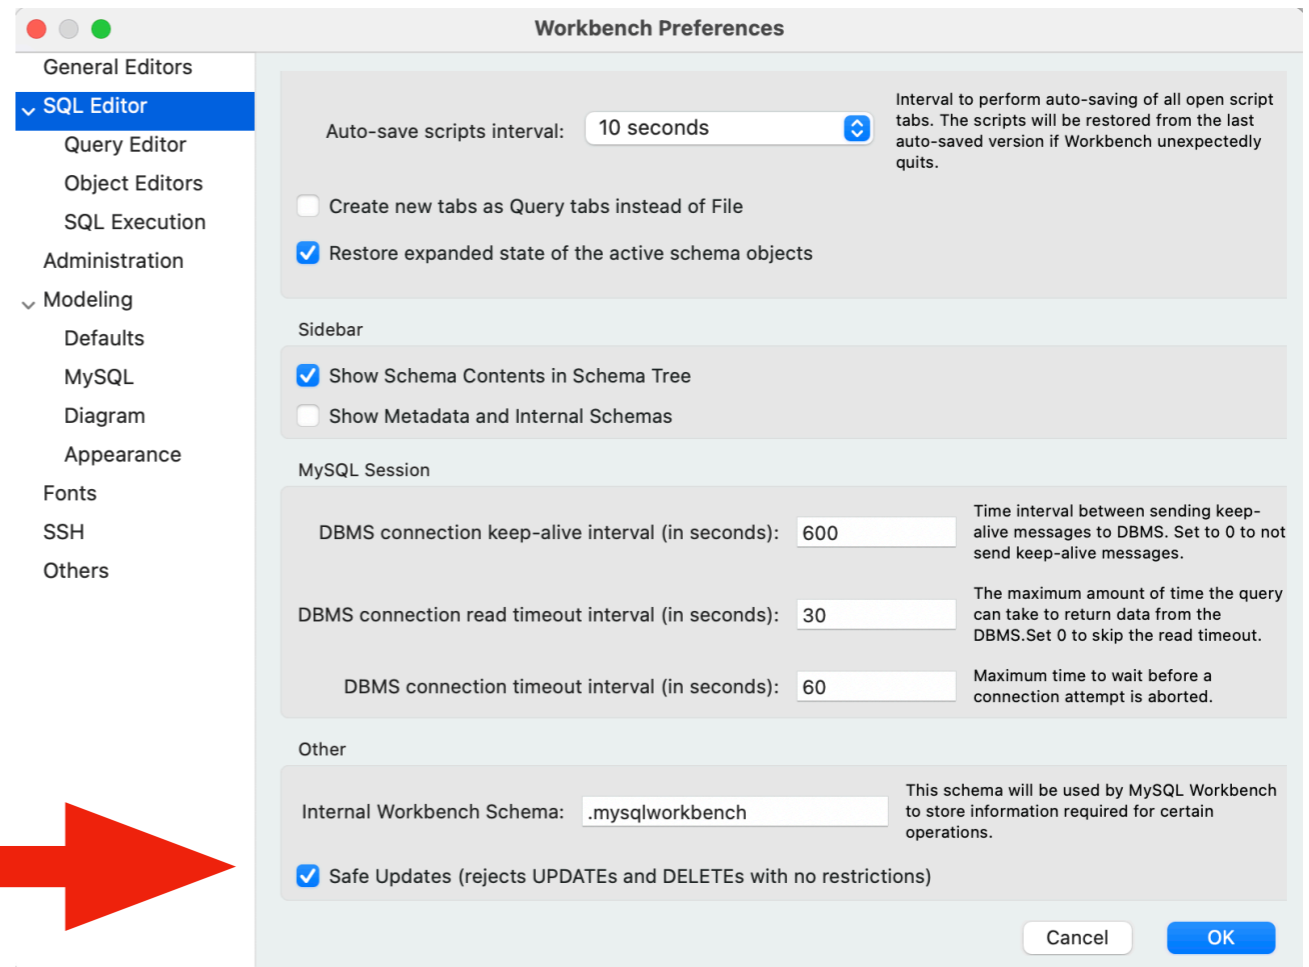 Workbench Preferences
General Editors
SQL Editor
Query Editor
Object Editors
SQL Execution
Administration
Modeling
Defaults
MySQL
Diagram
Appearance
Fonts
SSH
Others
Auto-save scripts interval:
10 seconds
Interval to perform auto-saving of all open script
tabs. The scripts will be restored from the last
auto-saved version if Workbench unexpectedly
quits.
Create new tabs as Query tabs instead of File
Restore expanded state of the active schema objects
Sidebar
Show Schema Contents in Schema Tree
Show Metadata and Internal Schemas
MySQL Session
DBMS connection keep-alive interval (in seconds):
600
Time interval between sending keep-
alive messages to DBMS. Set to 0 to not
send keep-alive messages.
DBMS connection read timeout interval (in seconds):
30
The maximum amount of time the query
can take to return data from the
DBMS.Set 0 to skip the read timeout.
DBMS connection timeout interval (in seconds):
60
Maximum time to wait before a
connection attempt is aborted.
Other
Internal Workbench Schema:
.mysqlworkbench
This schema will be used by MySQL Workbench
to store information required for certain
operations.
Safe Updates (rejects UPDATEs and DELETEs with no restrictions)
Cancel
OK